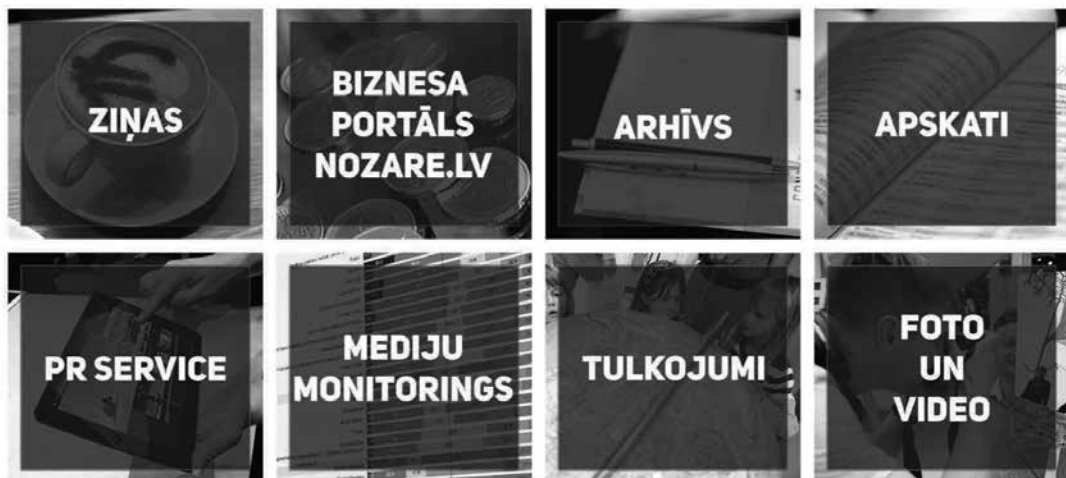 ZIŅAS
BIZNESA
PORTĀLS
NOZARE.LV
ARHĪVS
APSKATI
PR SERVICE
MEDIJU
MONITORINGS
TULKOJUMI
FOTO
UN
VIDEO